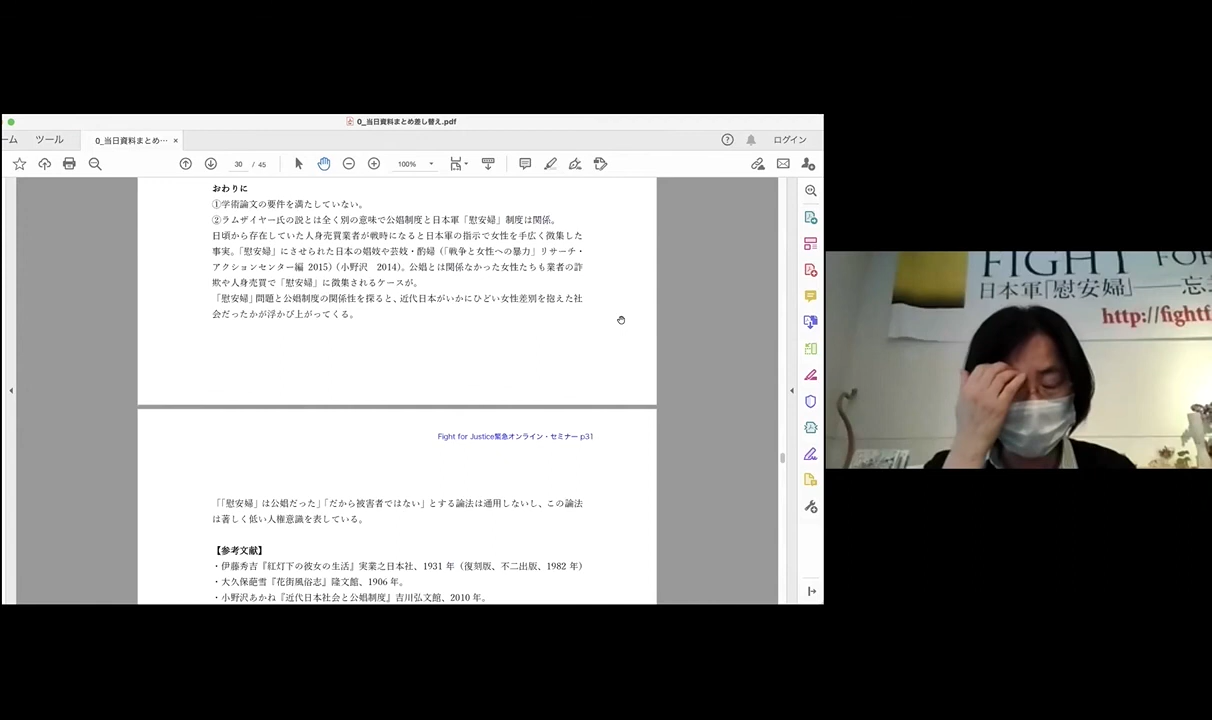 0_当日資料まとめ差し替え.pdf
ーム
ツール
0_当日資料まとめ… ×
ログイン
30 / 45
100%
おわりに
①学術論文の要件を満たしていない。
②ラムザイヤー氏の説とは全く別の意味で公娼制度と日本軍「慰安婦」制度は関係。
日頃から存在していた人身売買業者が戦時になると日本軍の指示で女性を手広く徴集した
事実。「慰安婦」にさせられた日本の娼妓や芸妓・酌婦(「戦争と女性への暴力」リサーチ・
アクションセンター編 2015)(小野沢 2014)。公娼とは関係なかった女性たちも業者の詐
欺や人身売買で「慰安婦」に徴集されるケースが。
「慰安婦」問題と公娼制度の関係性を探ると、近代日本がいかにひどい女性差別を抱えた社
会だったかが浮かび上がってくる。
Fight for Justice緊急オンライン・セミナー p31
「「慰安婦」は公娼だった」「だから被害者ではない」とする論法は通用しないし、この論法
は著しく低い人権意識を表している。
【参考文献】
・伊藤秀吉『紅灯下の彼女の生活』実業之日本社、1931 年（復刻版、不二出版、1982 年）
・大久保葩雪『花街風俗志』隆文館、1906 年。
・小野沢あかね『近代日本社会と公娼制度』吉川弘文館、2010 年。
FIGHT FOR
日本軍「慰安婦」――忘
http://fightf